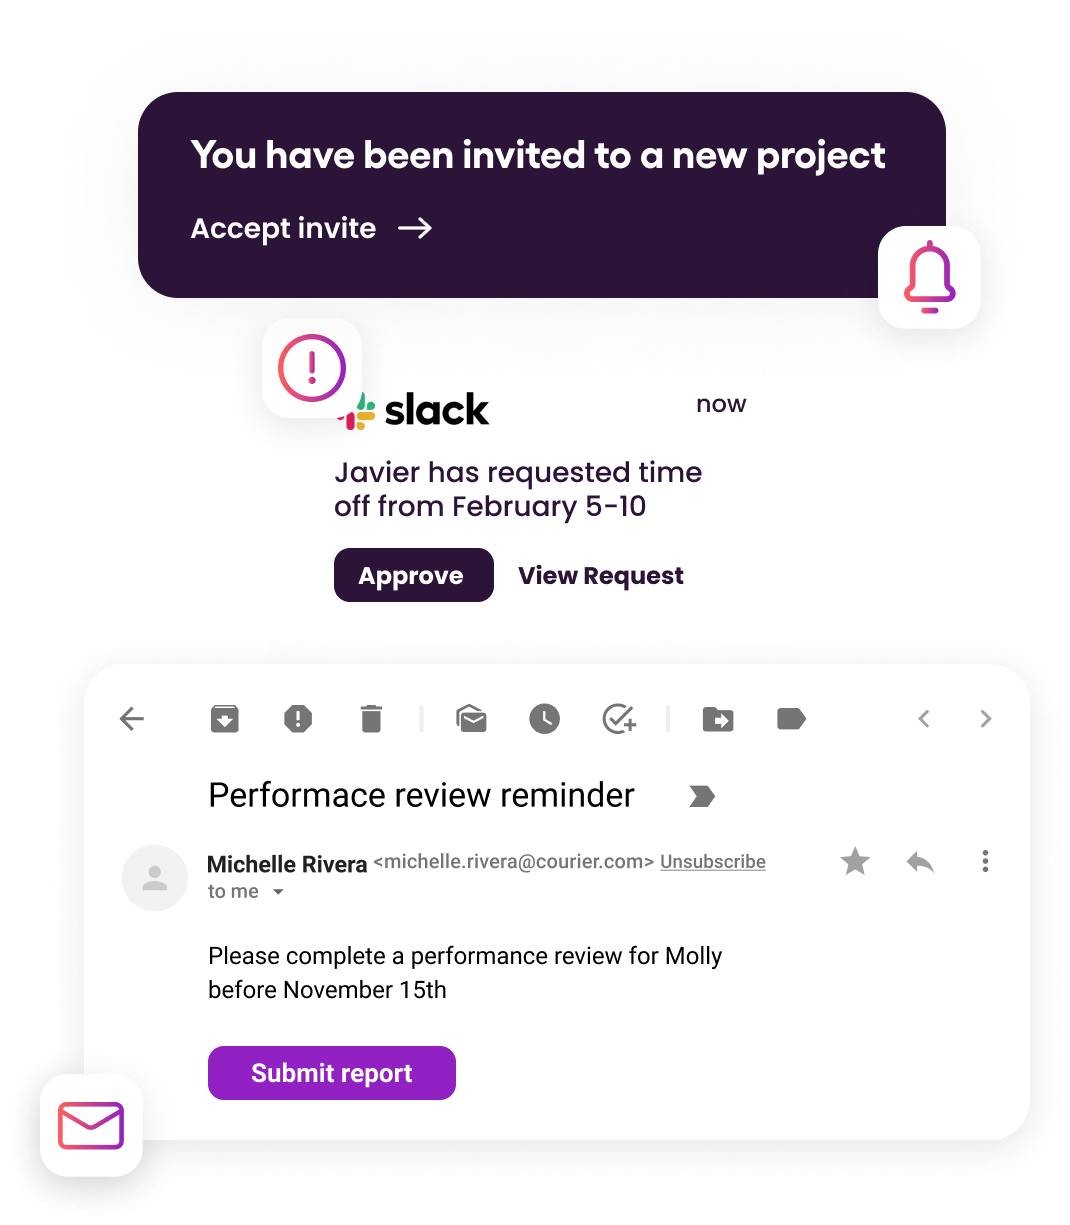 You have been invited to a new project
Accept invite
slack
now
Javier has requested time
off from February 5-10
Approve
View Request
Performace review reminder
Michelle Rivera <michelle.rivera@courier.com> Unsubscribe
to me
Please complete a performance review for Molly
before November 15th
Submit report